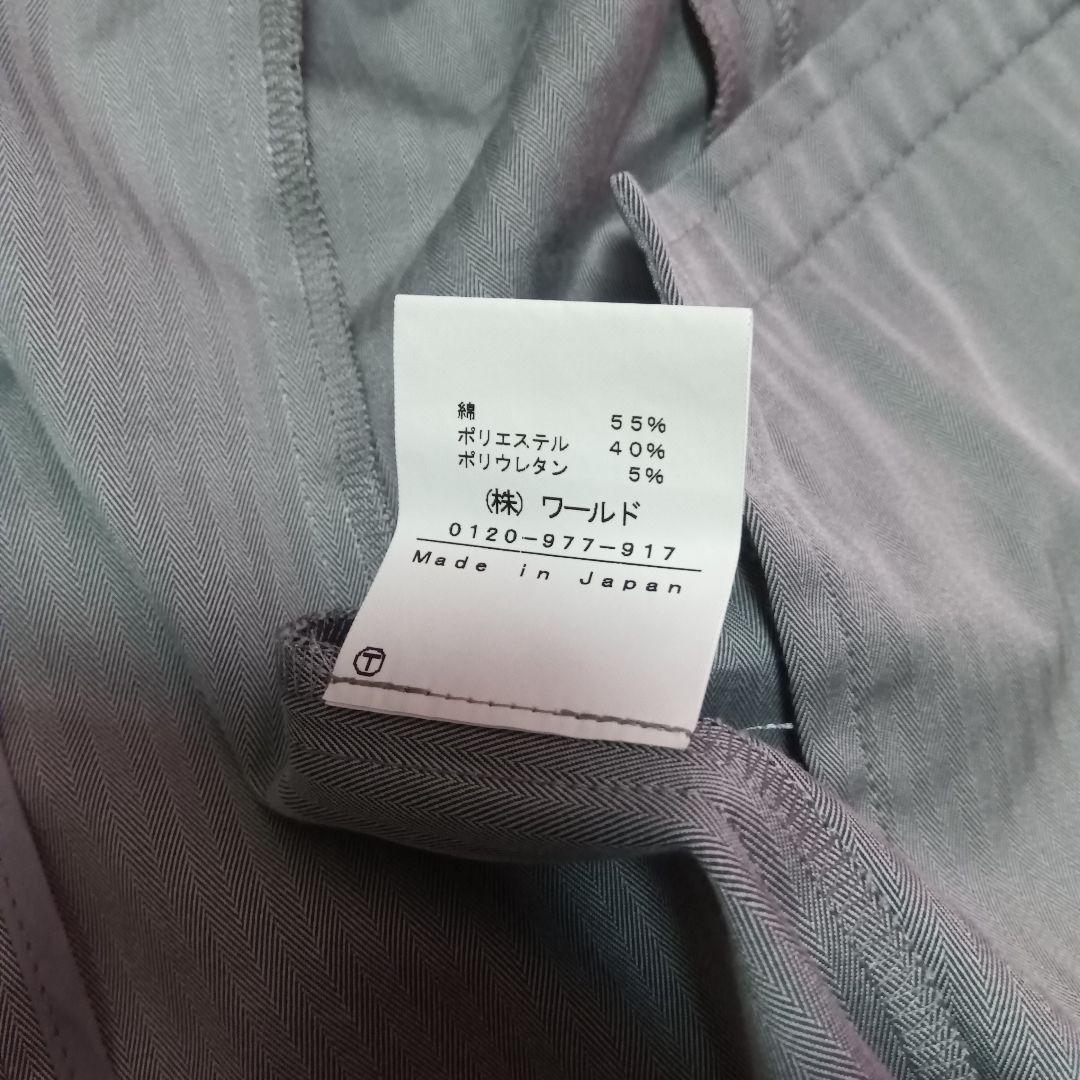 綿 55%
ポリエステル 40%
ポリウレタン 5%
(株) ワールド
0120-977-917
Made in Japan
T